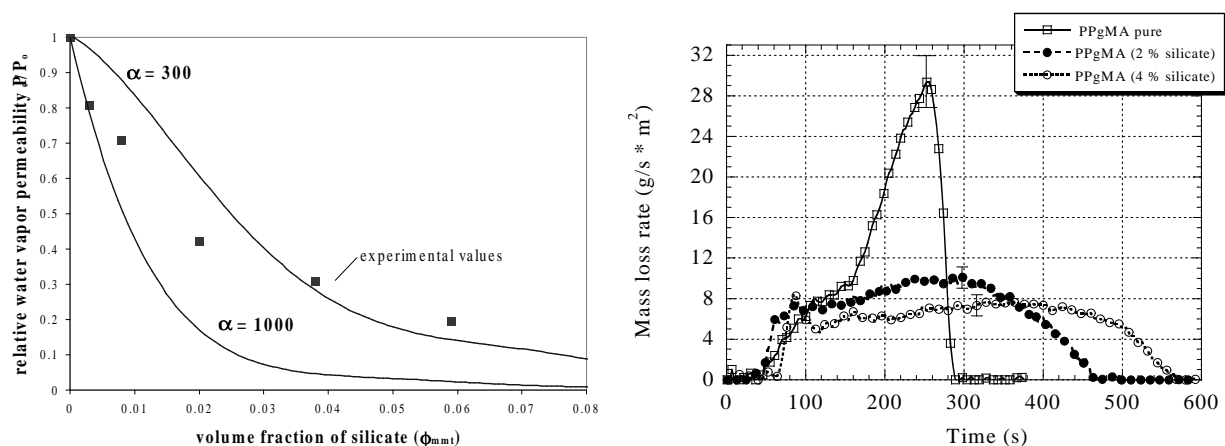 relative water vapor permeability P/Po
1
0.9
0.8
0.7
0.6
0.5
0.4
0.3
0.2
0.1
0
α = 300
α = 1000
experimental values
0 0.01 0.02 0.03 0.04 0.05 0.06 0.07 0.08
volume fraction of silicate (ϕmmt)
PPgMA pure
PPgMA (2 % silicate)
PPgMA (4 % silicate)
Mass loss rate (g/s * m²)
32
28
24
20
16
12
8
4
0
0 100 200 300 400 500 600
Time (s)